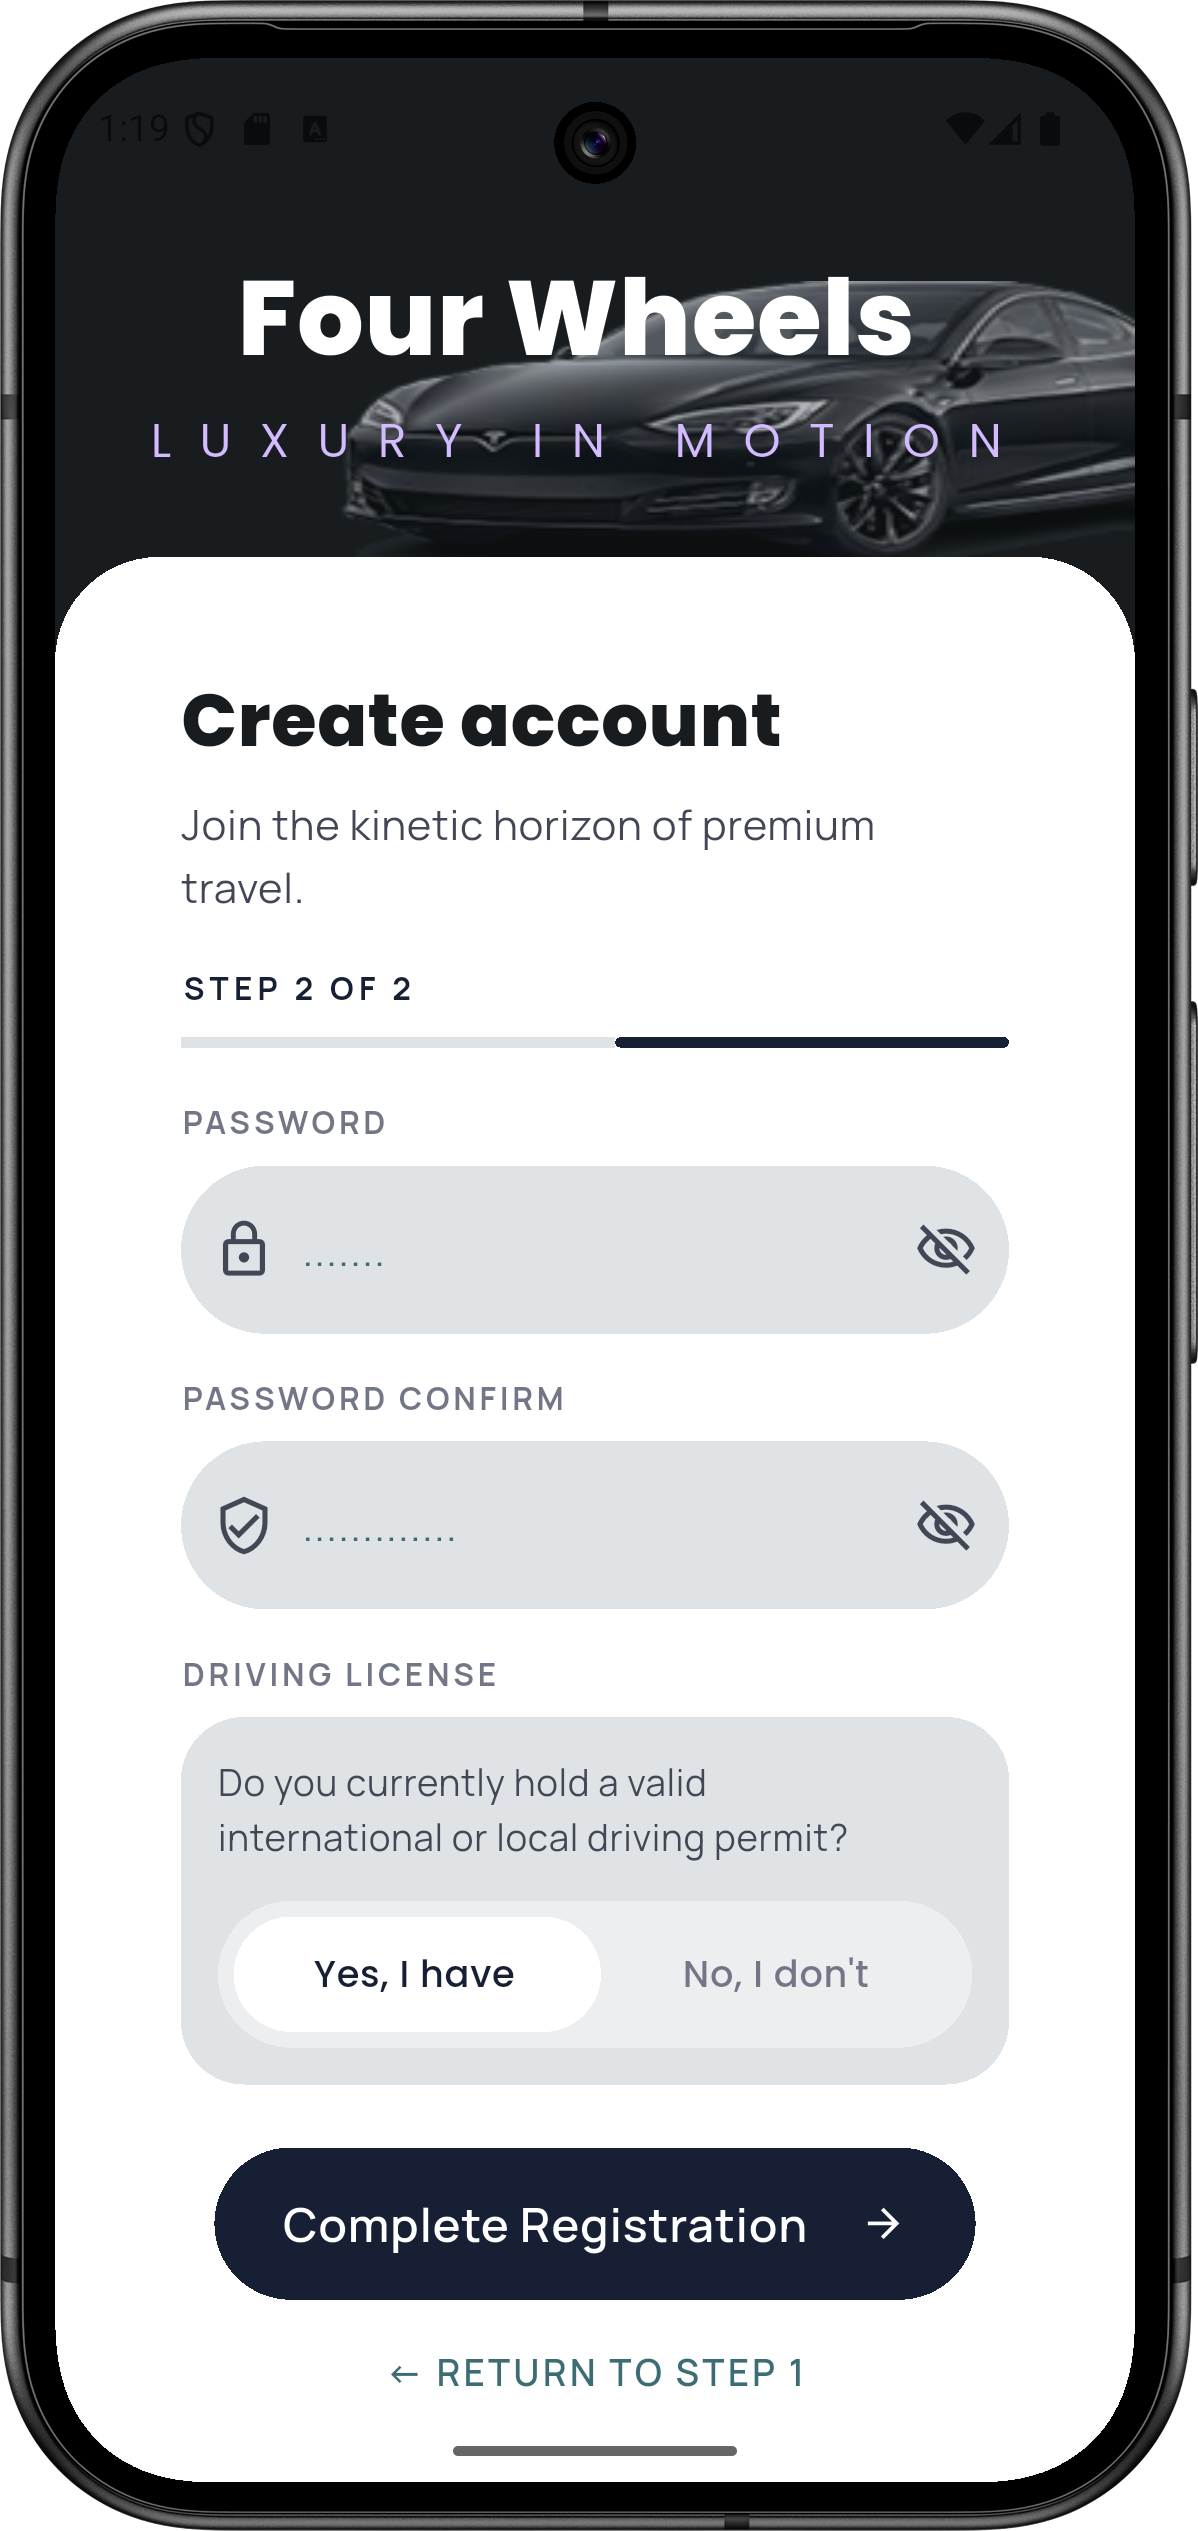 1:19
Four Wheels
LUXURY IN MOTION
Create account
Join the kinetic horizon of premium
travel.
STEP 2 OF 2
PASSWORD
.......
PASSWORD CONFIRM
.............
DRIVING LICENSE
Do you currently hold a valid
international or local driving permit?
Yes, I have
No, I don't
Complete Registration →
← RETURN TO STEP 1